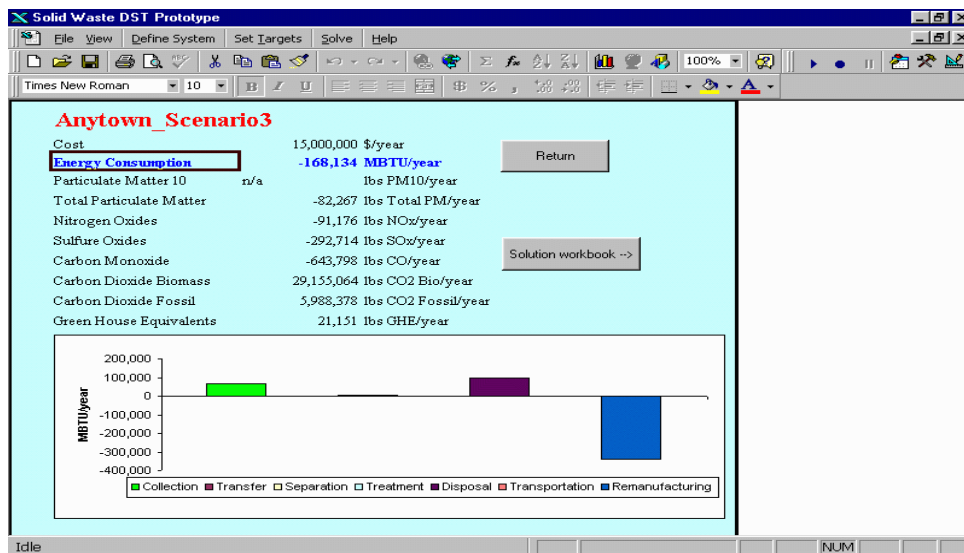 Solid Waste DST Prototype
File View Define System Set Targets Solve Help
ABC Σ fx 100%
Times New Roman 10 B I U $ % , A
Anytown_Scenario3
Cost 15,000,000 $/year
Energy Consumption -168,134 MBTU/year
Return
Particulate Matter 10 n/a lbs PM10/year
Total Particulate Matter -82,267 lbs Total PM/year
Nitrogen Oxides -91,176 lbs NOx/year
Sulfure Oxides -292,714 lbs SOx/year
Solution workbook -->
Carbon Monoxide -643,798 lbs CO/year
Carbon Dioxide Biomass 29,155,064 lbs CO2 Bio/year
Carbon Dioxide Fossil 5,988,378 lbs CO2 Fossil/year
Green House Equivalents 21,151 lbs GHE/year
MBTU/year
200,000
100,000
0
-100,000
-200,000
-300,000
-400,000
Collection Transfer Separation Treatment Disposal Transportation Remanufacturing
Idle NUM